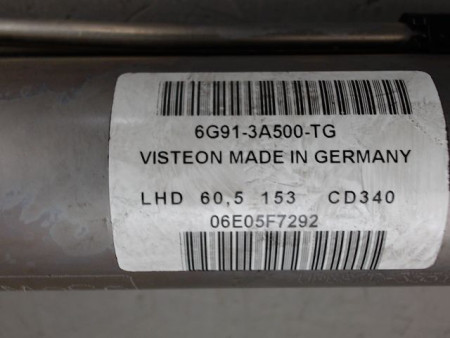 6G91-3A500-TG
VISTEON MADE IN GERMANY
LHD 60,5 153 CD340
06E05F7292